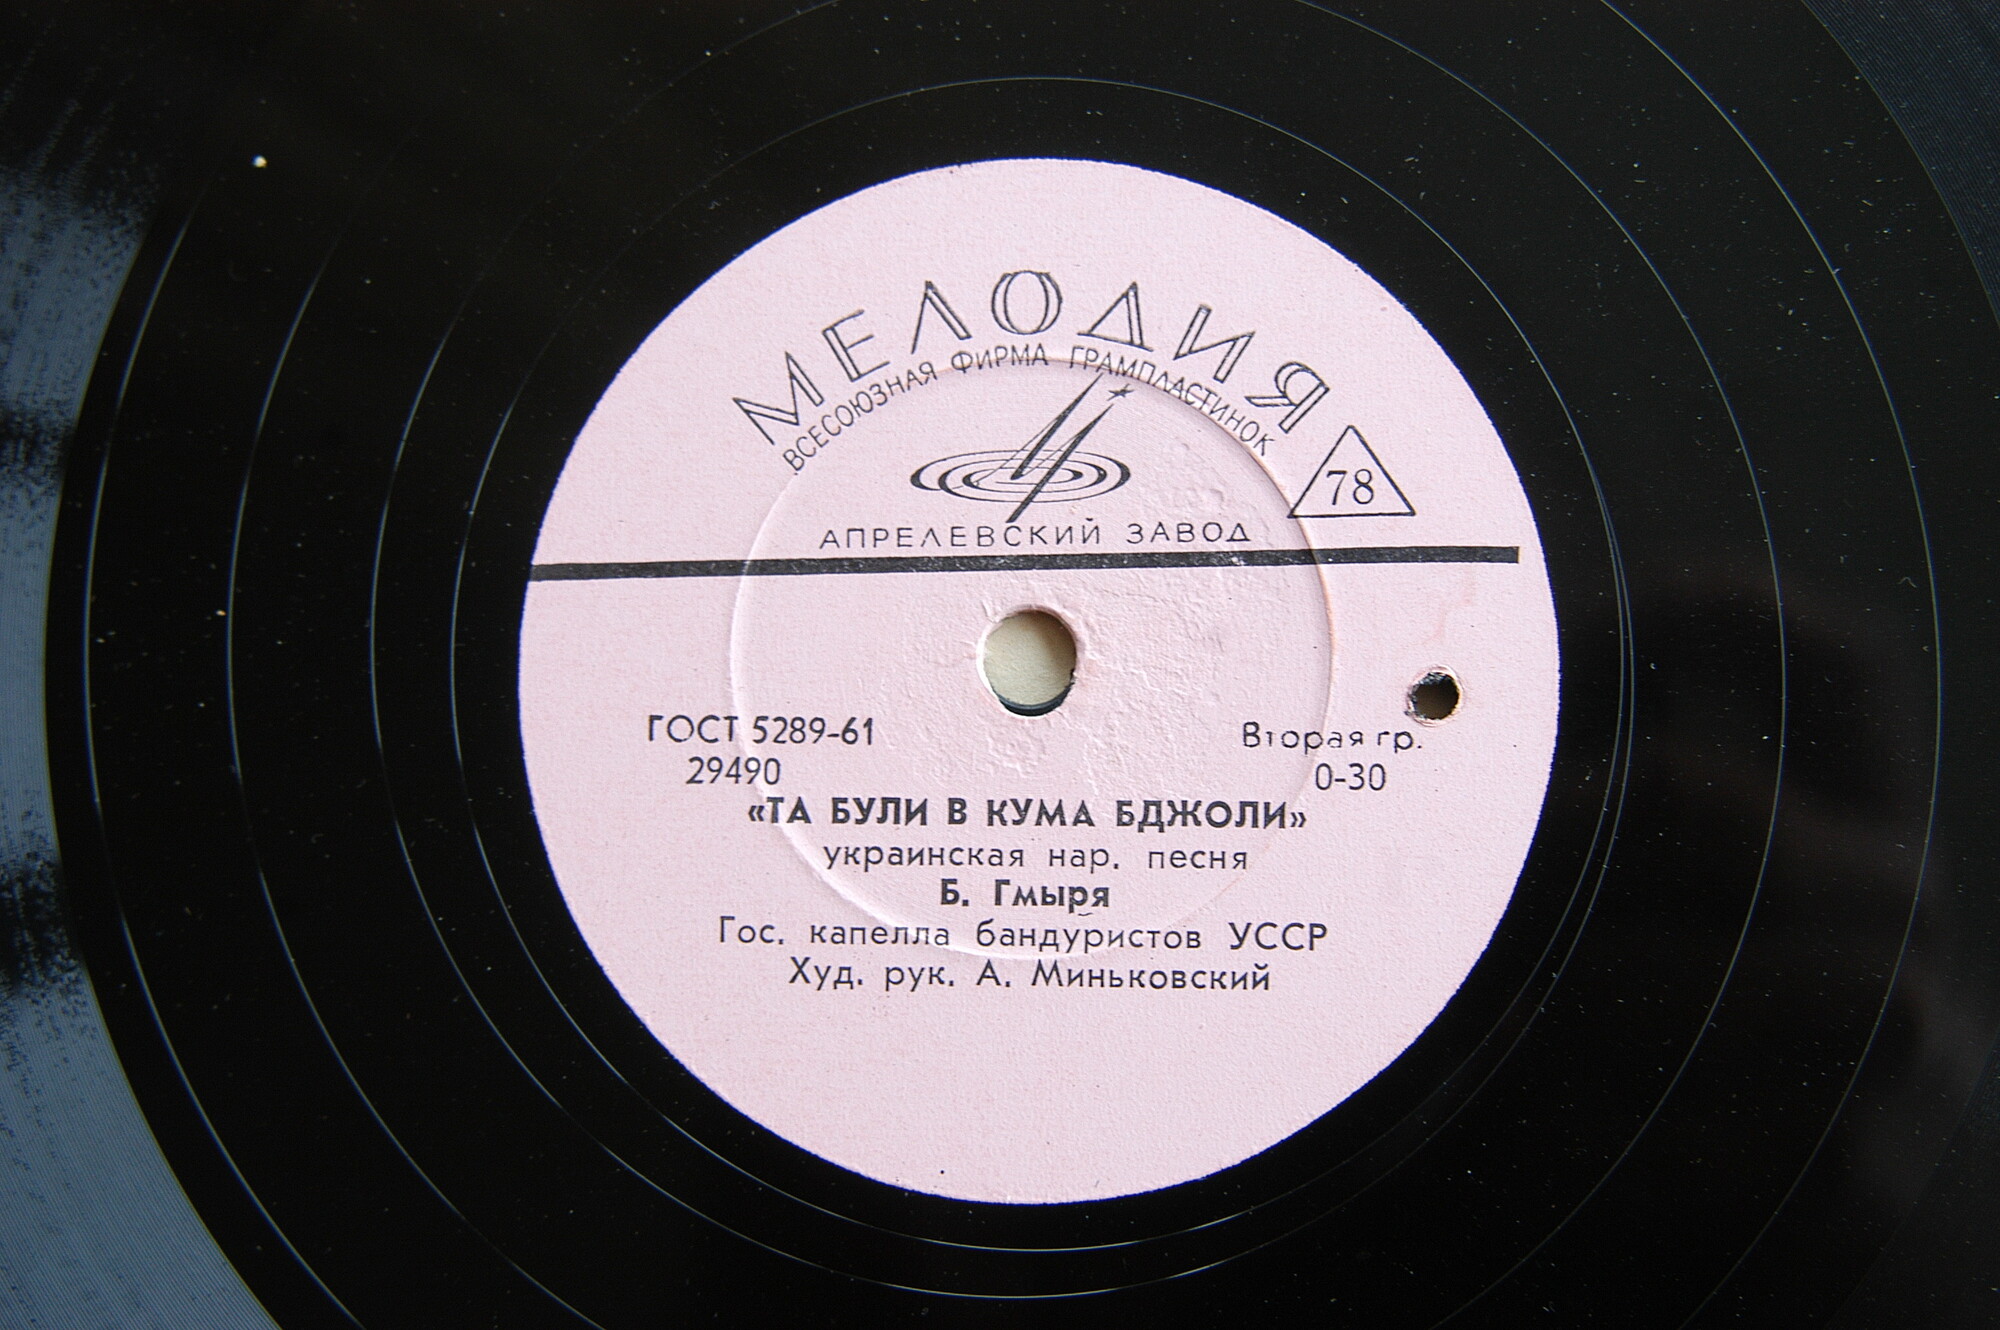 МЕЛОДИЯ
ВСЕСОЮЗНАЯ ФИРМА ГРАМПЛАСТИНОК
78
АПРЕЛЕВСКИЙ ЗАВОД
ГОСТ 5289-61 Вторая гр.
29490 0-30
«ТА БУЛИ В КУМА БДЖОЛИ»
украинская нар. песня
Б. Гмыря
Гос. капелла бандуристов УССР
Худ. рук. А. Миньковский